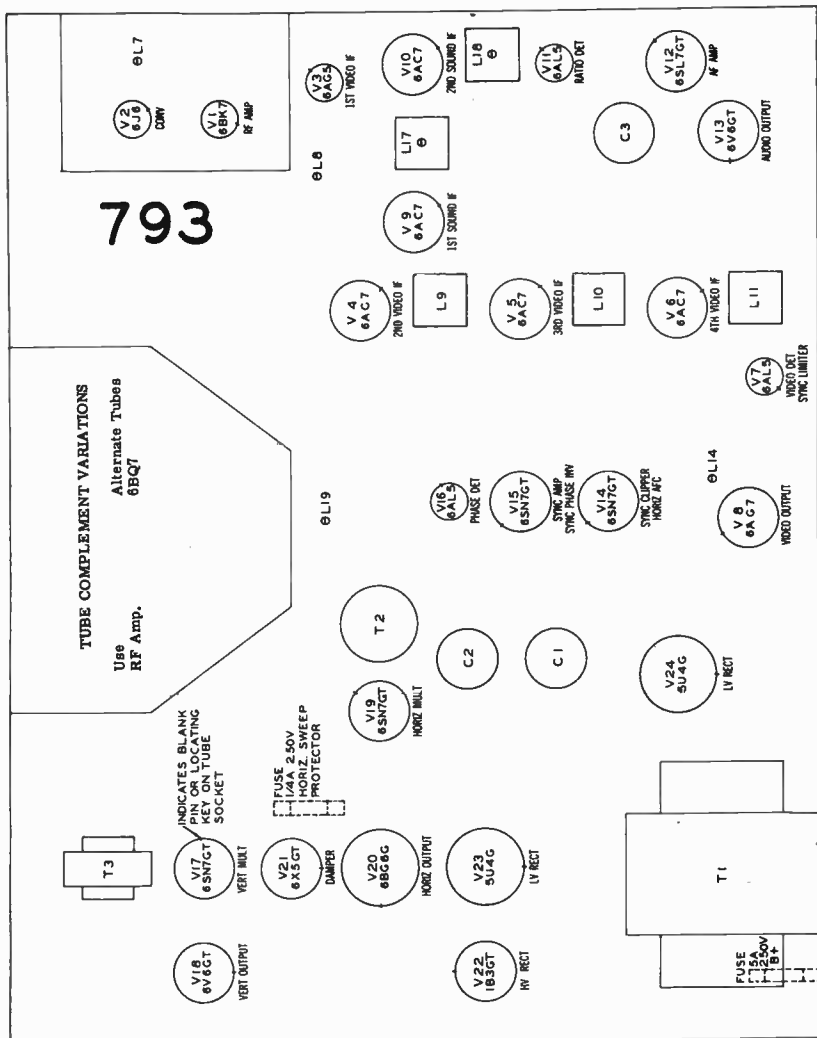 793
TUBE COMPLEMENT VARIATIONS
Use Alternate Tubes
RF Amp. 6BQ7
L7
V2
6J6
CONV
V1
6BK7
RF AMP
L8
V3
6AG5
1ST VIDEO IF
V10
6AC7
2ND SOUND IF
L18
V11
6AL5
RATIO DET
V12
6SL7GT
AF AMP
L17
C3
V13
6V6GT
AUDIO OUTPUT
V9
6AC7
1ST SOUND IF
V4
6AC7
2ND VIDEO IF
L9
V5
6AC7
3RD VIDEO IF
L10
V6
6AC7
4TH VIDEO IF
L11
V7
6AL5
VIDEO DET
SYNC LIMITER
L19
V16
6AL5
PHASE DET
V15
6SN7GT
SYNC AMP
SYNC PHASE INV
V14
6SN7GT
SYNC CLIPPER
HORIZ AFC
L14
V8
6AG7
VIDEO OUTPUT
T2
C2
C1
V19
6SN7GT
HORIZ MULT
V24
5U4G
LV RECT
INDICATES BLANK
PIN OR LOCATING
KEY ON TUBE
SOCKET
FUSE
1/4A 250V
HORIZ. SWEEP
PROTECTOR
T3
V17
6SN7GT
VERT MULT
V21
6X5GT
DAMPER
V20
6BG6G
HORIZ OUTPUT
V23
5U4G
LV RECT
T1
V18
6V6GT
VERT OUTPUT
V22
1B3GT
HV RECT
FUSE
5A
250V
B+